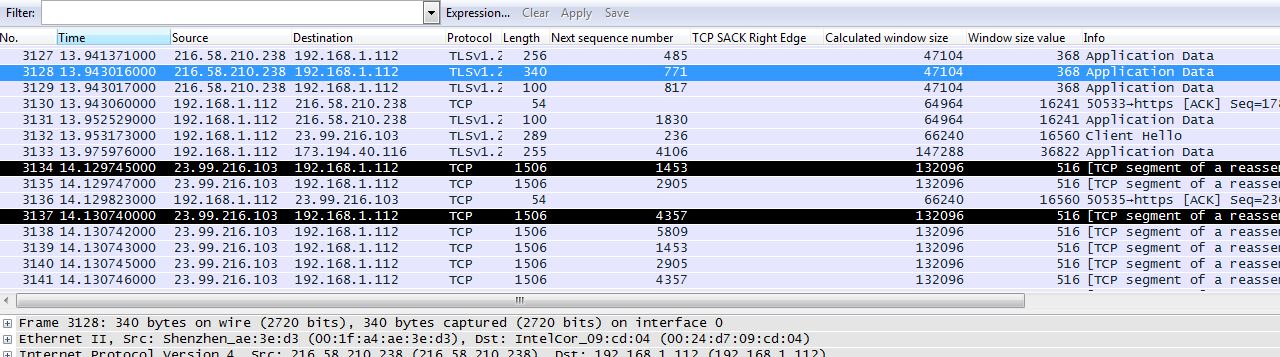 Filter: Expression... Clear Apply Save
No. Time Source Destination Protocol Length Next sequence number TCP SACK Right Edge Calculated window size Window size value Info
3127 13.941371000 216.58.210.238 192.168.1.112 TLSv1.2 256 485 47104 368 Application Data
3128 13.943016000 216.58.210.238 192.168.1.112 TLSv1.2 340 771 47104 368 Application Data
3129 13.943017000 216.58.210.238 192.168.1.112 TLSv1.2 100 817 47104 368 Application Data
3130 13.943060000 192.168.1.112 216.58.210.238 TCP 54 64964 16241 50533→https [ACK] Seq=178
3131 13.952529000 192.168.1.112 216.58.210.238 TLSv1.2 100 1830 64964 16241 Application Data
3132 13.953173000 192.168.1.112 23.99.216.103 TLSv1.2 289 236 66240 16560 Client Hello
3133 13.975976000 192.168.1.112 173.194.40.116 TLSv1.2 255 4106 147288 36822 Application Data
3134 14.129745000 23.99.216.103 192.168.1.112 TCP 1506 1453 132096 516 [TCP segment of a reasse
3135 14.129747000 23.99.216.103 192.168.1.112 TCP 1506 2905 132096 516 [TCP segment of a reasse
3136 14.129823000 192.168.1.112 23.99.216.103 TCP 54 66240 16560 50535→https [ACK] Seq=236
3137 14.130740000 23.99.216.103 192.168.1.112 TCP 1506 4357 132096 516 [TCP segment of a reasse
3138 14.130742000 23.99.216.103 192.168.1.112 TCP 1506 5809 132096 516 [TCP segment of a reasse
3139 14.130743000 23.99.216.103 192.168.1.112 TCP 1506 1453 132096 516 [TCP segment of a reasse
3140 14.130745000 23.99.216.103 192.168.1.112 TCP 1506 2905 132096 516 [TCP segment of a reasse
3141 14.130746000 23.99.216.103 192.168.1.112 TCP 1506 4357 132096 516 [TCP segment of a reasse
Frame 3128: 340 bytes on wire (2720 bits), 340 bytes captured (2720 bits) on interface 0
Ethernet II, Src: Shenzhen_ae:3e:d3 (00:1f:a4:ae:3e:d3), Dst: IntelCor_09:cd:04 (00:24:d7:09:cd:04)
Internet Protocol Version 4, Src: 216.58.210.238 (216.58.210.238), Dst: 192.168.1.112 (192.168.1.112)